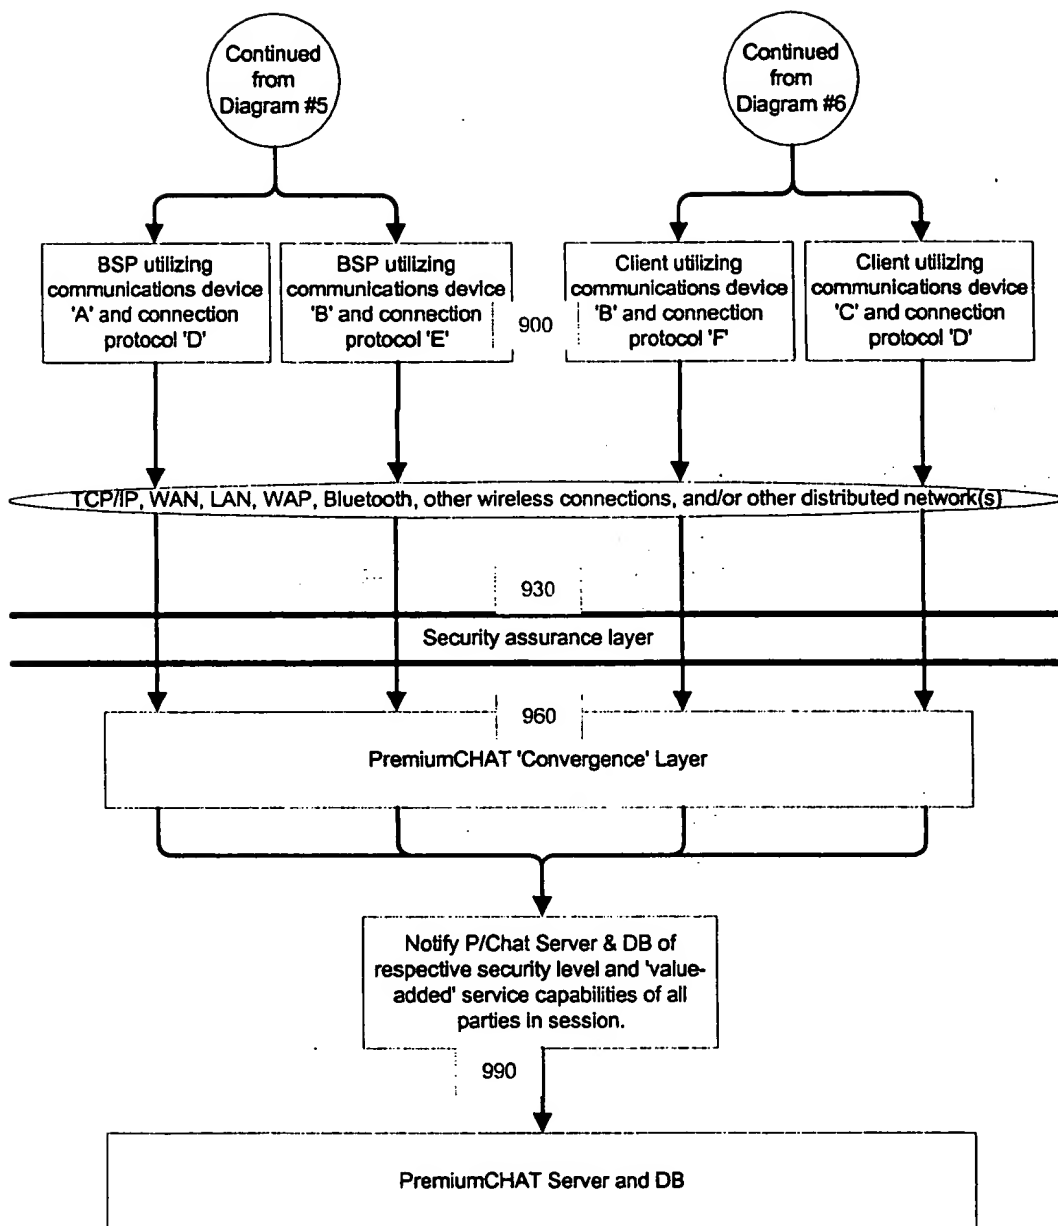 Continued
from
Diagram #5
Continued
from
Diagram #6
BSP utilizing
communications device
'A' and connection
protocol 'D'
BSP utilizing
communications device
'B' and connection
protocol 'E'
900
Client utilizing
communications device
'B' and connection
protocol 'F'
Client utilizing
communications device
'C' and connection
protocol 'D'
TCP/IP, WAN, LAN, WAP, Bluetooth, other wireless connections, and/or other distributed network(s)
930
Security assurance layer
960
PremiumCHAT 'Convergence' Layer
Notify P/Chat Server & DB of
respective security level and 'value-
added' service capabilities of all
parties in session.
990
PremiumCHAT Server and DB